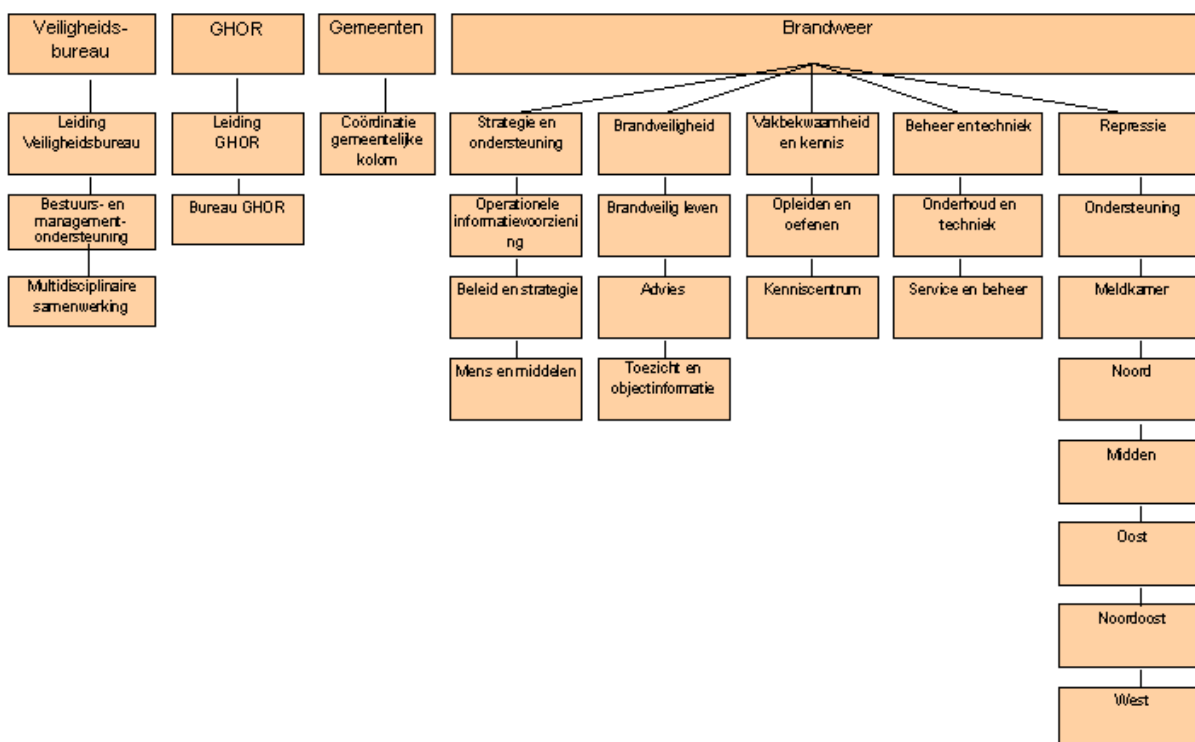 Veiligheids-
bureau
GHOR
Gemeenten
Brandweer
Leiding
Veiligheidsbureau
Leiding
GHOR
Coördinatie
gemeentelijke
kolom
Strategie en
ondersteuning
Brandveiligheid
Vakbekwaamheid
en kennis
Beheer en techniek
Repressie
Bestuurs- en
management-
ondersteuning
Bureau GHOR
Operationele
informatievoorzieni
ng
Brandveilig leven
Opleiden en
oefenen
Onderhoud en
techniek
Ondersteuning
Multidisciplinaire
samenwerking
Beleid en strategie
Advies
Kenniscentrum
Service en beheer
Meldkamer
Mens en middelen
Toezicht en
objectinformatie
Noord
Midden
Oost
Noordoost
West